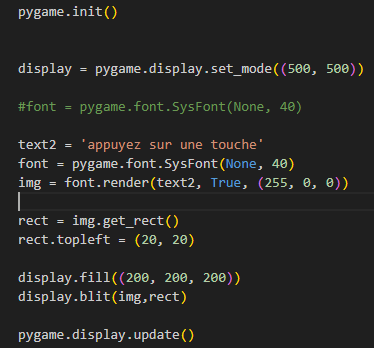 pygame.init()
display = pygame.display.set_mode((500, 500))
#font = pygame.font.SysFont(None, 40)
text2 = 'appuyez sur une touche'
font = pygame.font.SysFont(None, 40)
img = font.render(text2, True, (255, 0, 0))
rect = img.get_rect()
rect.topleft = (20, 20)
display.fill((200, 200, 200))
display.blit(img,rect)
pygame.display.update()